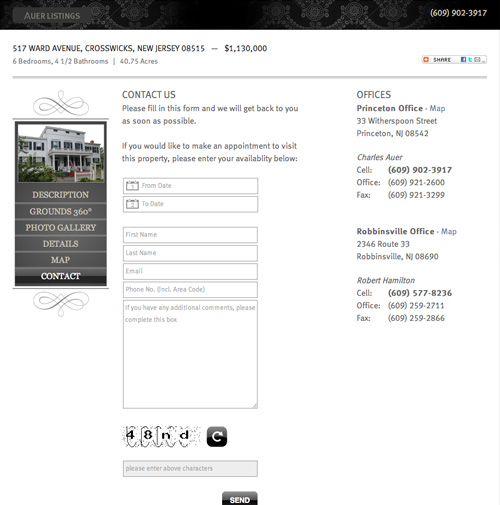 AUER LISTINGS
(609) 902-3917
517 WARD AVENUE, CROSSWICKS, NEW JERSEY 08515 — $1,130,000
6 Bedrooms, 4 1/2 Bathrooms | 40.75 Acres
SHARE
DESCRIPTION
GROUNDS 360°
PHOTO GALLERY
DETAILS
MAP
CONTACT
CONTACT US
Please fill in this form and we will get back to you
as soon as possible.
If you would like to make an appointment to visit
this property, please enter your availablity below:
1 From Date
2 To Date
First Name
Last Name
Email
Phone No. (Incl. Area Code)
If you have any additional comments, please
complete this box
48nd
please enter above characters
SEND
OFFICES
Princeton Office - Map
33 Witherspoon Street
Princeton, NJ 08542
Charles Auer
Cell: (609) 902-3917
Office: (609) 921-2600
Fax: (609) 921-3299
Robbinsville Office - Map
2346 Route 33
Robbinsville, NJ 08690
Robert Hamilton
Cell: (609) 577-8236
Office: (609) 259-2711
Fax: (609) 259-2866